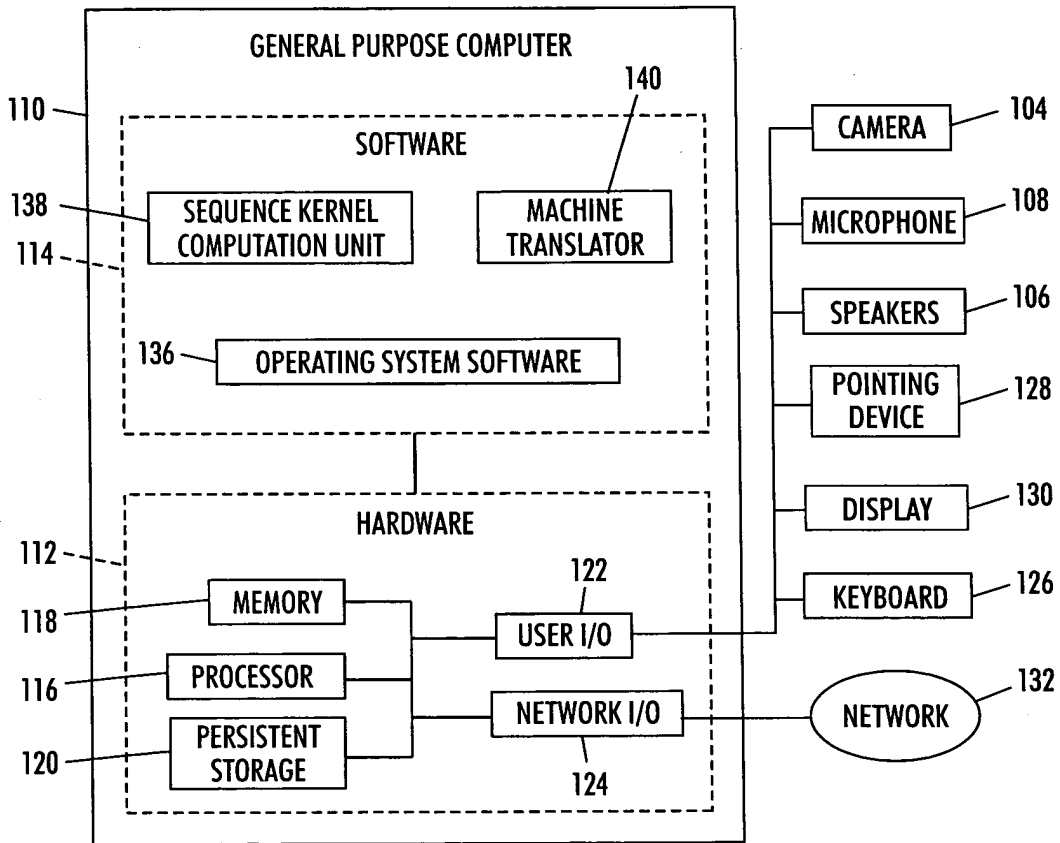 GENERAL PURPOSE COMPUTER
110
140
SOFTWARE
138
SEQUENCE KERNEL
COMPUTATION UNIT
MACHINE
TRANSLATOR
114
136
OPERATING SYSTEM SOFTWARE
HARDWARE
112
122
MEMORY
118
USER I/O
PROCESSOR
116
NETWORK I/O
PERSISTENT
STORAGE
120
124
CAMERA
104
MICROPHONE
108
SPEAKERS
106
POINTING
DEVICE
128
DISPLAY
130
KEYBOARD
126
NETWORK
132